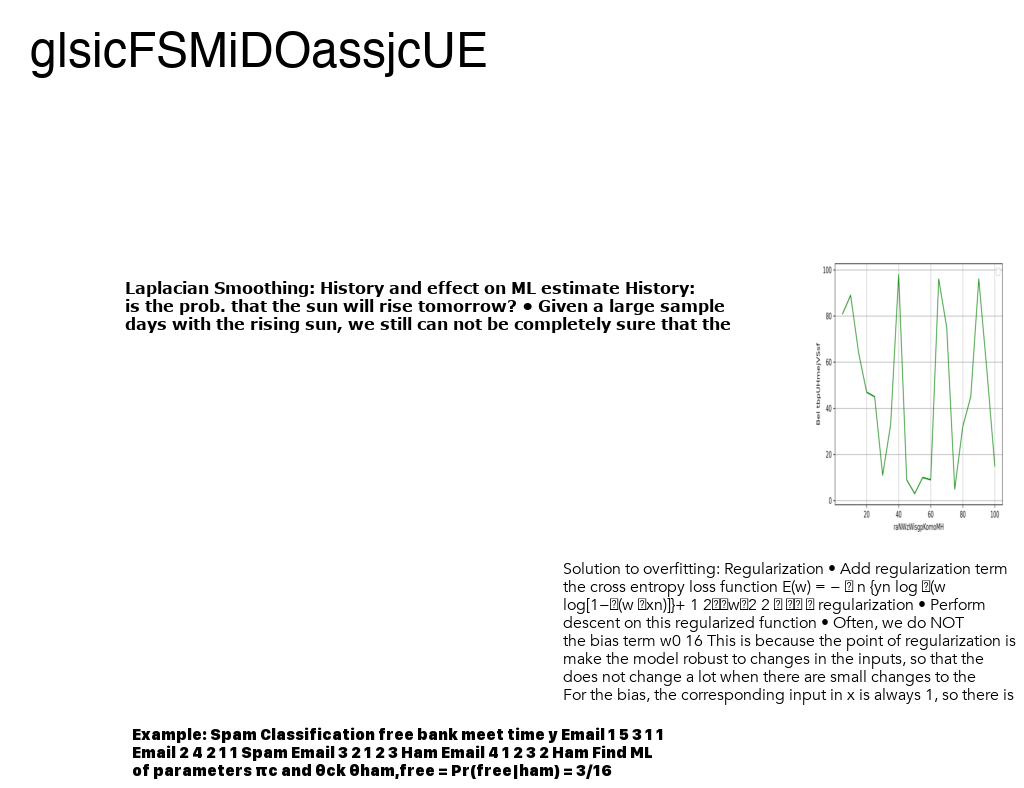 glsicFSMiDOassjcUE
Laplacian Smoothing: History and effect on ML estimate History:
is the prob. that the sun will rise tomorrow? • Given a large sample
days with the rising sun, we still can not be completely sure that the
100
80
60
40
20
0
20 40 60 80 100
Bel tbpUHmejVSsf
raNWzWisgpKomoMH
Solution to overfitting: Regularization • Add regularization term
the cross entropy loss function E(w) = − n {yn log (w
log[1−(w xn)]}+ 1 2w2 2 regularization • Perform
descent on this regularized function • Often, we do NOT
the bias term w0 16 This is because the point of regularization is
make the model robust to changes in the inputs, so that the
does not change a lot when there are small changes to the
For the bias, the corresponding input in x is always 1, so there is
Example: Spam Classification free bank meet time y Email 1 5 3 1 1
Email 2 4 2 1 1 Spam Email 3 2 1 2 3 Ham Email 4 1 2 3 2 Ham Find ML
of parameters πc and θck θham,free = Pr(free|ham) = 3/16